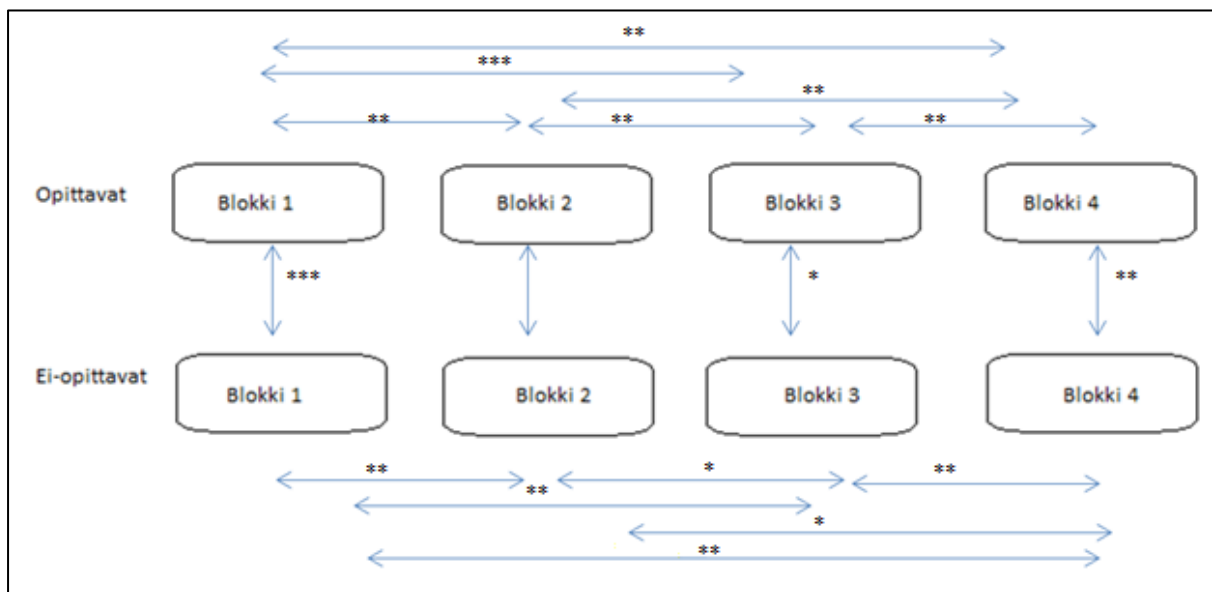 **
***
**
** ** **
Opittavat Blokki 1 Blokki 2 Blokki 3 Blokki 4
*** * **
Ei-opittavat Blokki 1 Blokki 2 Blokki 3 Blokki 4
** * **
**
*
**